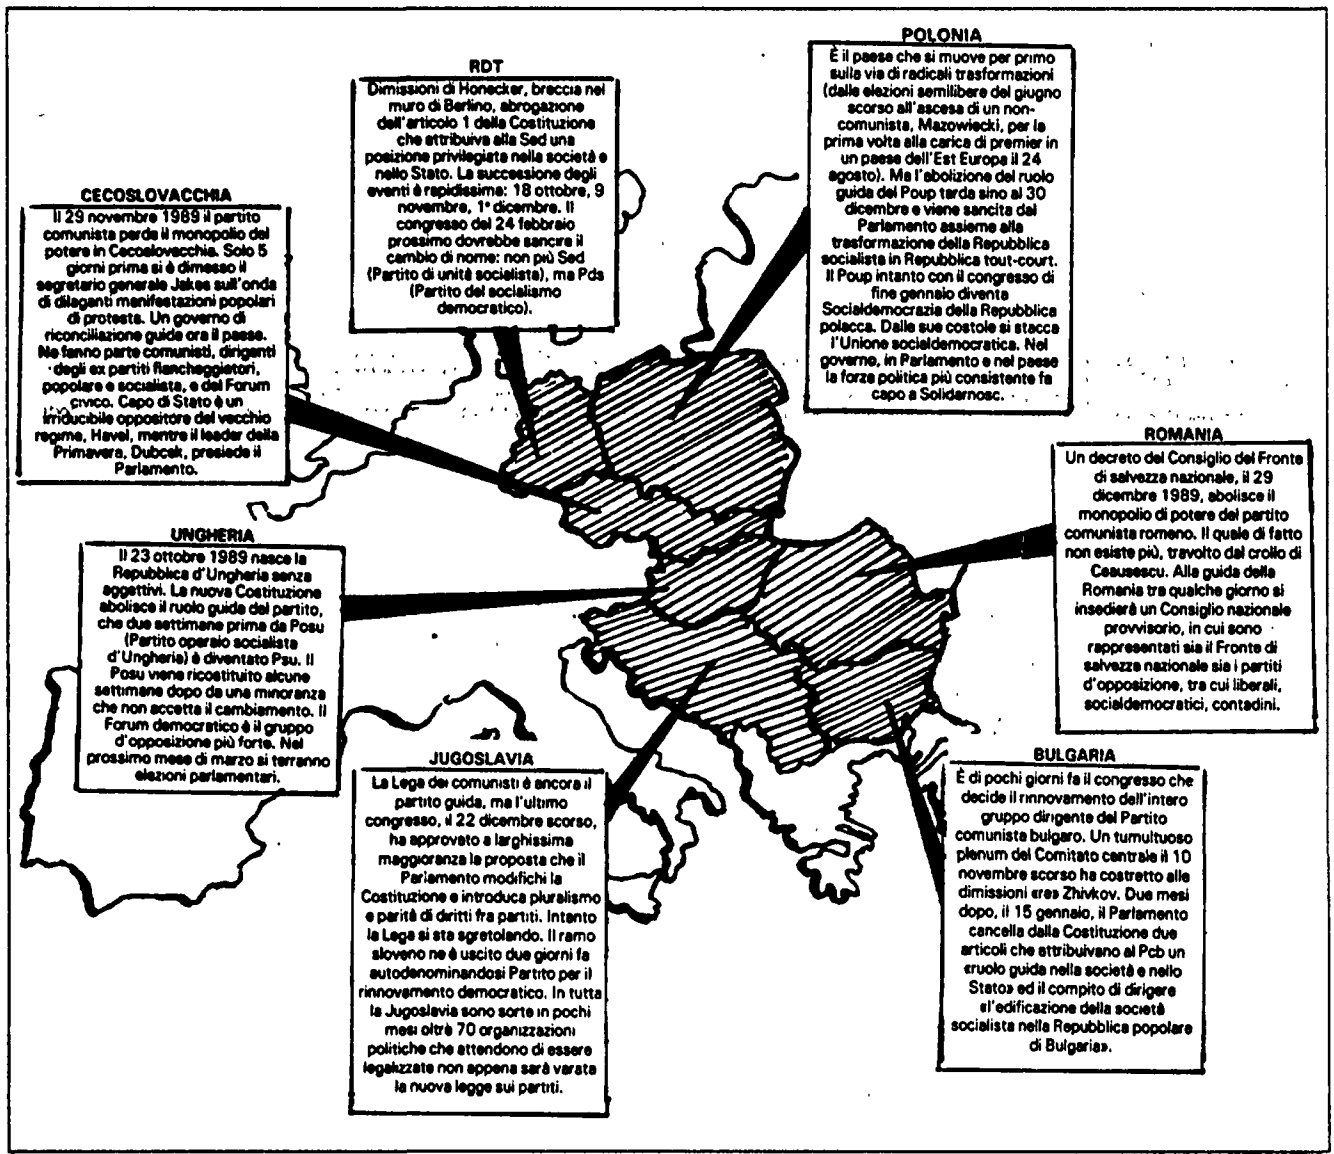 POLONIA
È il paese che si muove per primo
sulla via di radicali trasformazioni
(dalle elezioni semilibere del giugno
scorso all'ascesa di un non-
comunista, Mazowiecki, per la
prima volta alla carica di premier in
un paese dell'Est Europa il 24
agosto). Ma l'abolizione del ruolo
guida del Poup tarda sino al 30
dicembre e viene sancita dal
Parlamento assieme alla
trasformazione della Repubblica
socialista in Repubblica tout-court.
Il Poup intanto con il congresso di
fine gennaio diventa
Socialdemocrazia della Repubblica
polacca. Dalle sue costole si stacca
l'Unione socialdemocratica. Nel
governo, in Parlamento e nel paese
la forza politica più consistente fa
capo a Solidarnosc.
RDT
Dimissioni di Honecker, breccia nel
muro di Berlino, abrogazione
dell'articolo 1 della Costituzione
che attribuiva alla Sed una
posizione privilegiata nella società e
nello Stato. La successione degli
eventi è rapidissima: 18 ottobre, 9
novembre, 1° dicembre. Il
congresso del 24 febbraio
prossimo dovrebbe sancire il
cambio di nome: non più Sed
(Partito di unità socialista), ma Pds
(Partito del socialismo
democratico).
CECOSLOVACCHIA
Il 29 novembre 1989 il partito
comunista perde il monopolio del
potere in Cecoslovacchia. Solo 5
giorni prima si è dimesso il
segretario generale Jakes sull'onda
di dilaganti manifestazioni popolari
di protesta. Un governo di
riconciliazione guida ora il paese.
Ne fanno parte comunisti, dirigenti
degli ex partiti fiancheggiatori,
popolare e socialista, e del Forum
civico. Capo di Stato è un
irriducibile oppositore del vecchio
regime, Havel, mentre il leader della
Primavera, Dubcek, presiede il
Parlamento.
ROMANIA
Un decreto del Consiglio del Fronte
di salvezza nazionale, il 29
dicembre 1989, abolisce il
monopolio di potere del partito
comunista romeno. Il quale di fatto
non esiste più, travolto dal crollo di
Ceausescu. Alla guida della
Romania tra qualche giorno si
insedierà un Consiglio nazionale
provvisorio, in cui sono
rappresentati sia il Fronte di
salvezza nazionale sia i partiti
d'opposizione, tra cui liberali,
socialdemocratici, contadini.
UNGHERIA
Il 23 ottobre 1989 nasce la
Repubblica d'Ungheria senza
aggettivi. La nuova Costituzione
abolisce il ruolo guida del partito,
che due settimane prima da Posu
(Partito operaio socialista
d'Ungheria) è diventato Psu. Il
Posu viene ricostituito alcune
settimane dopo da una minoranza
che non accetta il cambiamento. Il
Forum democratico è il gruppo
d'opposizione più forte. Nel
prossimo mese di marzo si terranno
elezioni parlamentari.
JUGOSLAVIA
La Lega dei comunisti è ancora il
partito guida, ma l'ultimo
congresso, il 22 dicembre scorso,
ha approvato a larghissima
maggioranza la proposta che il
Parlamento modifichi la
Costituzione e introduca pluralismo
e parità di diritti fra partiti. Intanto
la Lega si sta sgretolando. Il ramo
sloveno ne è uscito due giorni fa
autodenominandosi Partito per il
rinnovamento democratico. In tutta
la Jugoslavia sono sorte in pochi
mesi oltre 70 organizzazioni
politiche che attendono di essere
legalizzate non appena sarà varata
la nuova legge sui partiti.
BULGARIA
È di pochi giorni fa il congresso che
decide il rinnovamento dell'intero
gruppo dirigente del Partito
comunista bulgaro. Un tumultuoso
plenum del Comitato centrale il 10
novembre scorso ha costretto alle
dimissioni «re» Zhivkov. Due mesi
dopo, il 15 gennaio, il Parlamento
cancella dalla Costituzione due
articoli che attribuivano al Pcb un
«ruolo guida nella società e nello
Stato» ed il compito di dirigere
«l'edificazione della società
socialista nella Repubblica popolare
di Bulgaria».